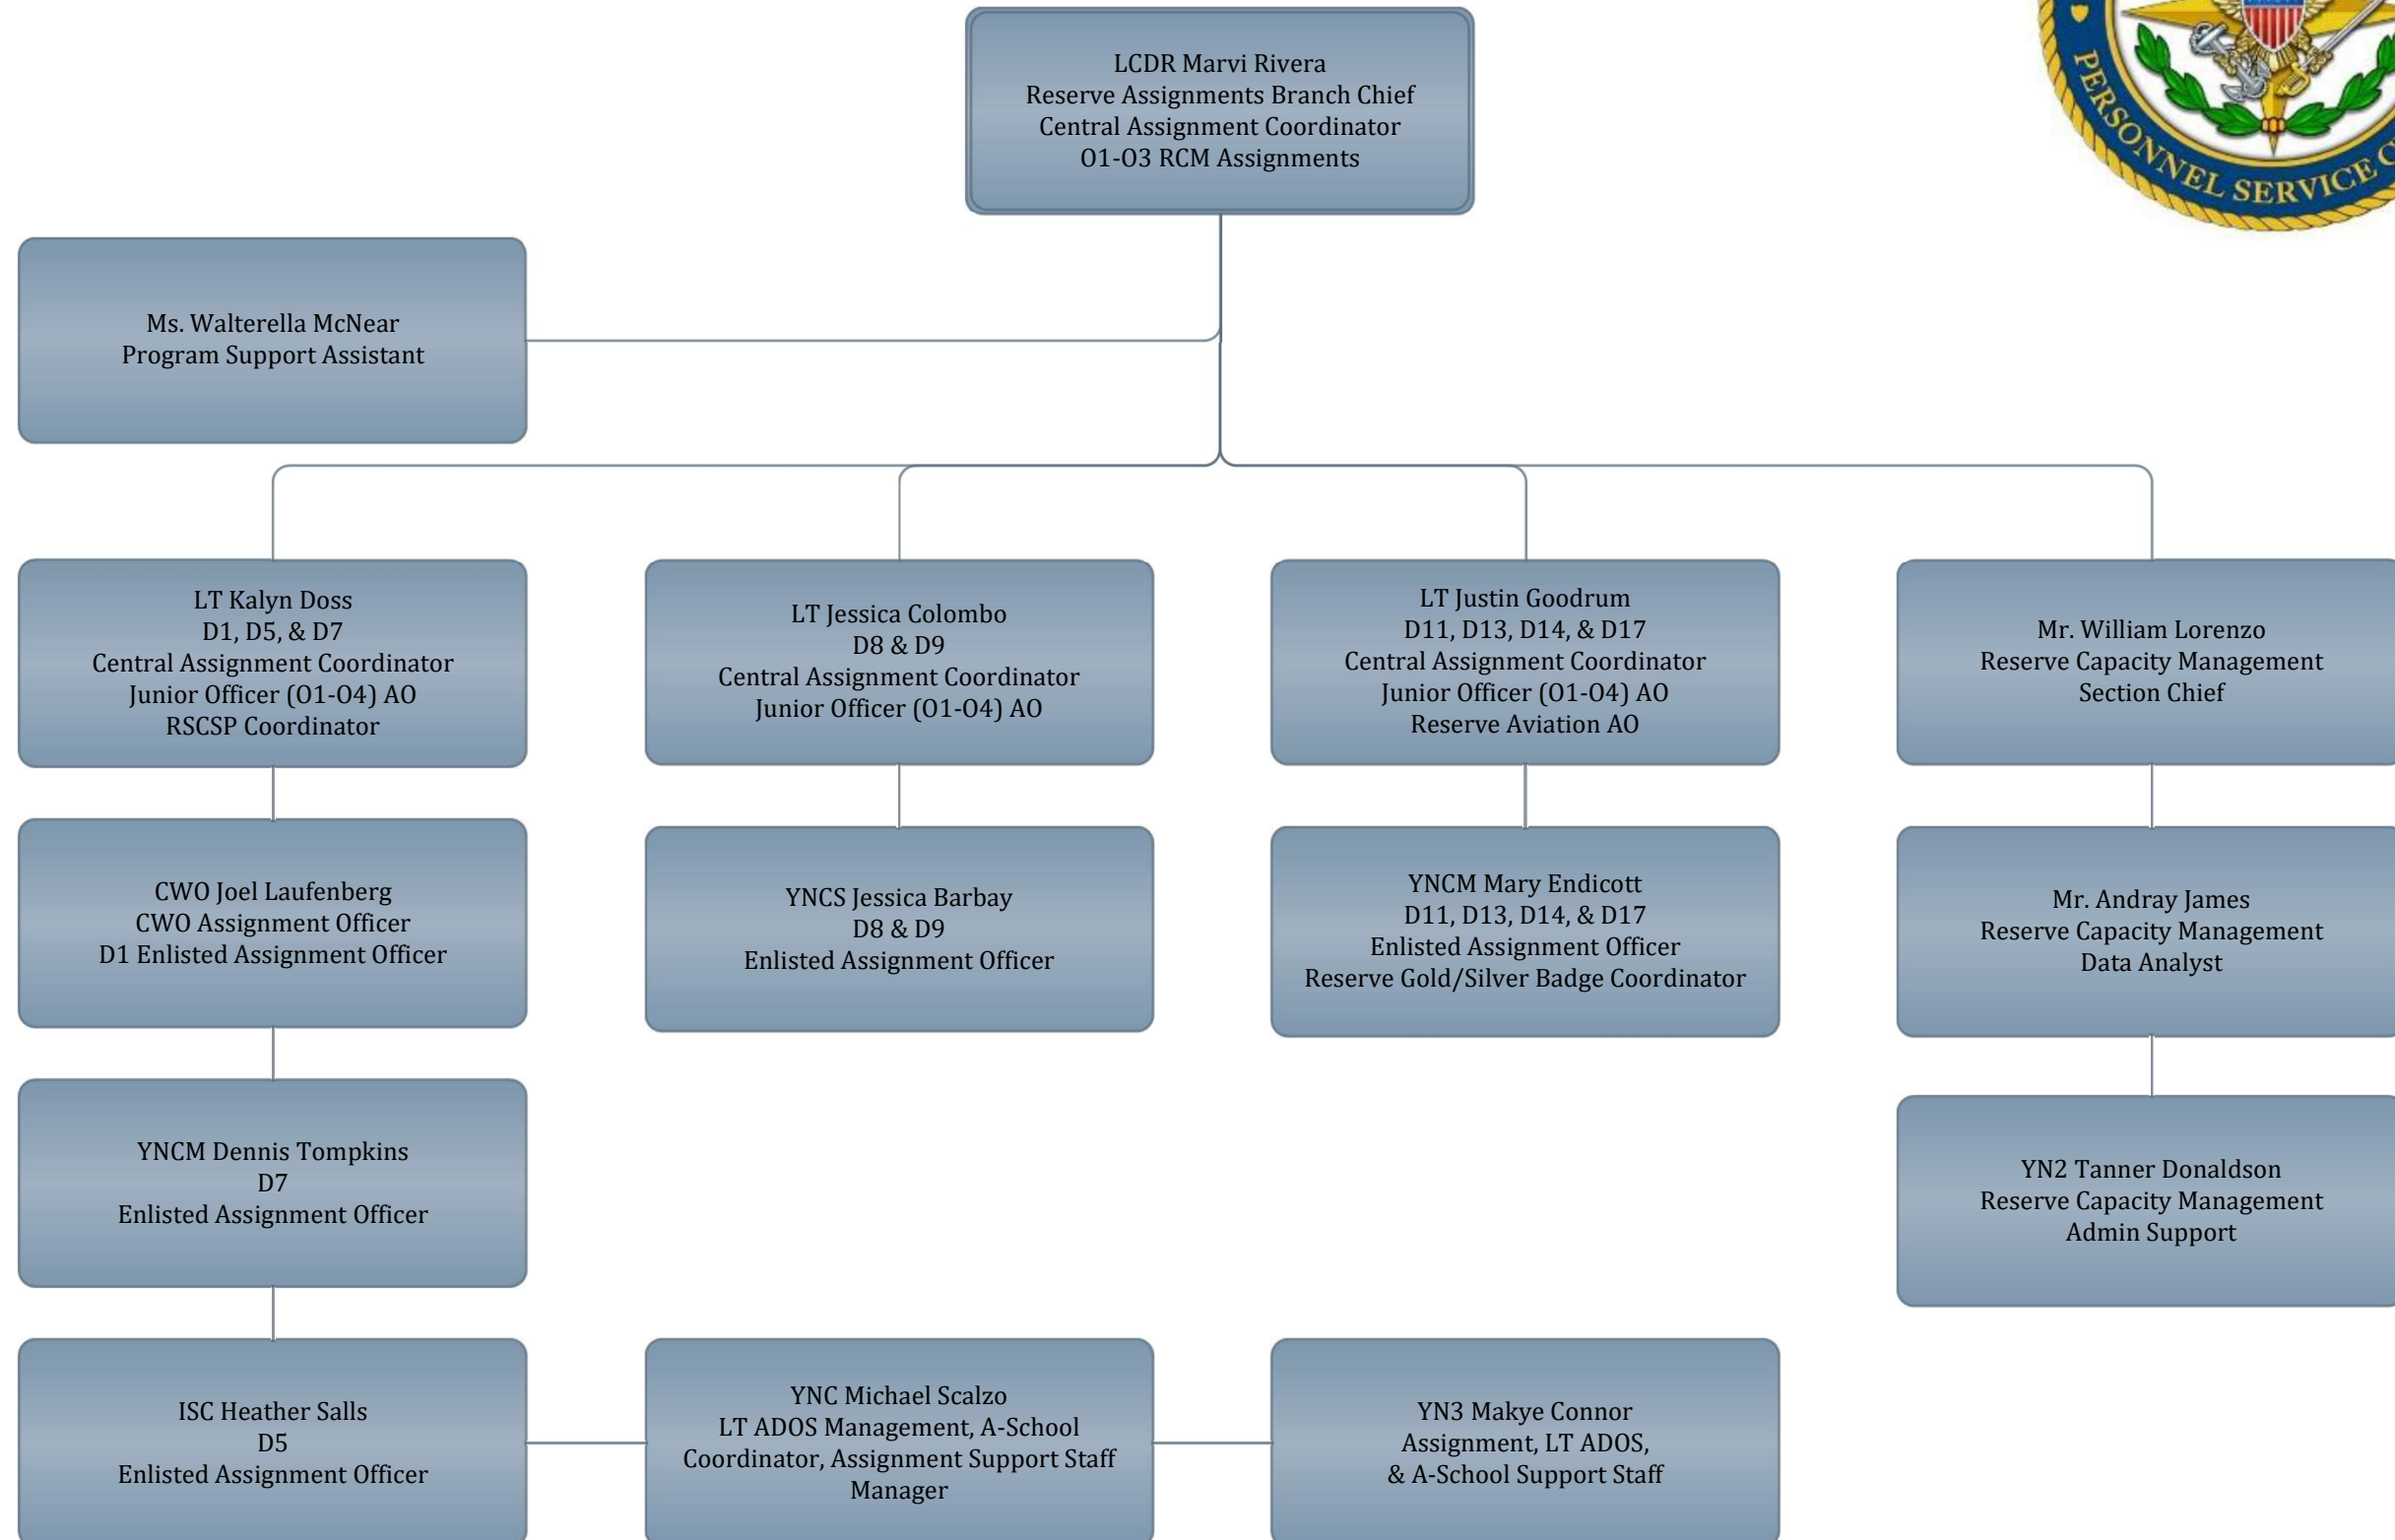 LCDR Marvi Rivera
Reserve Assignments Branch Chief
Central Assignment Coordinator
O1-O3 RCM Assignments
PERSONNEL SERVICE
Ms. Walterella McNear
Program Support Assistant
LT Kalyn Doss
D1, D5, & D7
Central Assignment Coordinator
Junior Officer (O1-O4) AO
RSCSP Coordinator
LT Jessica Colombo
D8 & D9
Central Assignment Coordinator
Junior Officer (O1-O4) AO
LT Justin Goodrum
D11, D13, D14, & D17
Central Assignment Coordinator
Junior Officer (O1-O4) AO
Reserve Aviation AO
Mr. William Lorenzo
Reserve Capacity Management
Section Chief
CWO Joel Laufenberg
CWO Assignment Officer
D1 Enlisted Assignment Officer
YNCS Jessica Barbay
D8 & D9
Enlisted Assignment Officer
YNCM Mary Endicott
D11, D13, D14, & D17
Enlisted Assignment Officer
Reserve Gold/Silver Badge Coordinator
Mr. Andray James
Reserve Capacity Management
Data Analyst
YNCM Dennis Tompkins
D7
Enlisted Assignment Officer
YN2 Tanner Donaldson
Reserve Capacity Management
Admin Support
ISC Heather Salls
D5
Enlisted Assignment Officer
YNC Michael Scalzo
LT ADOS Management, A-School
Coordinator, Assignment Support Staff
Manager
YN3 Makye Connor
Assignment, LT ADOS,
& A-School Support Staff